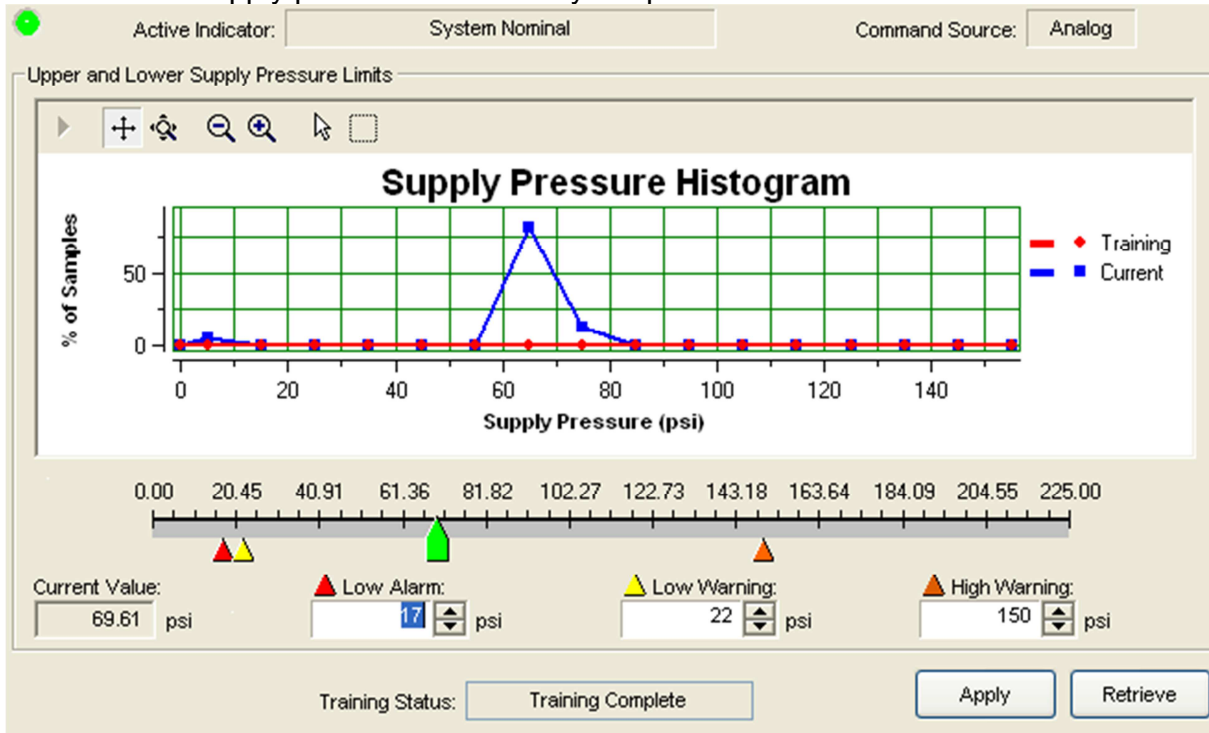 Active Indicator: System Nominal Command Source: Analog
Upper and Lower Supply Pressure Limits
Supply Pressure Histogram
% of Samples
50
0
Training
Current
0 20 40 60 80 100 120 140
Supply Pressure (psi)
0.00 20.45 40.91 61.36 81.82 102.27 122.73 143.18 163.64 184.09 204.55 225.00
Current Value: Low Alarm: Low Warning: High Warning:
69.61 psi 17 psi 22 psi 150 psi
Training Status: Training Complete Apply Retrieve